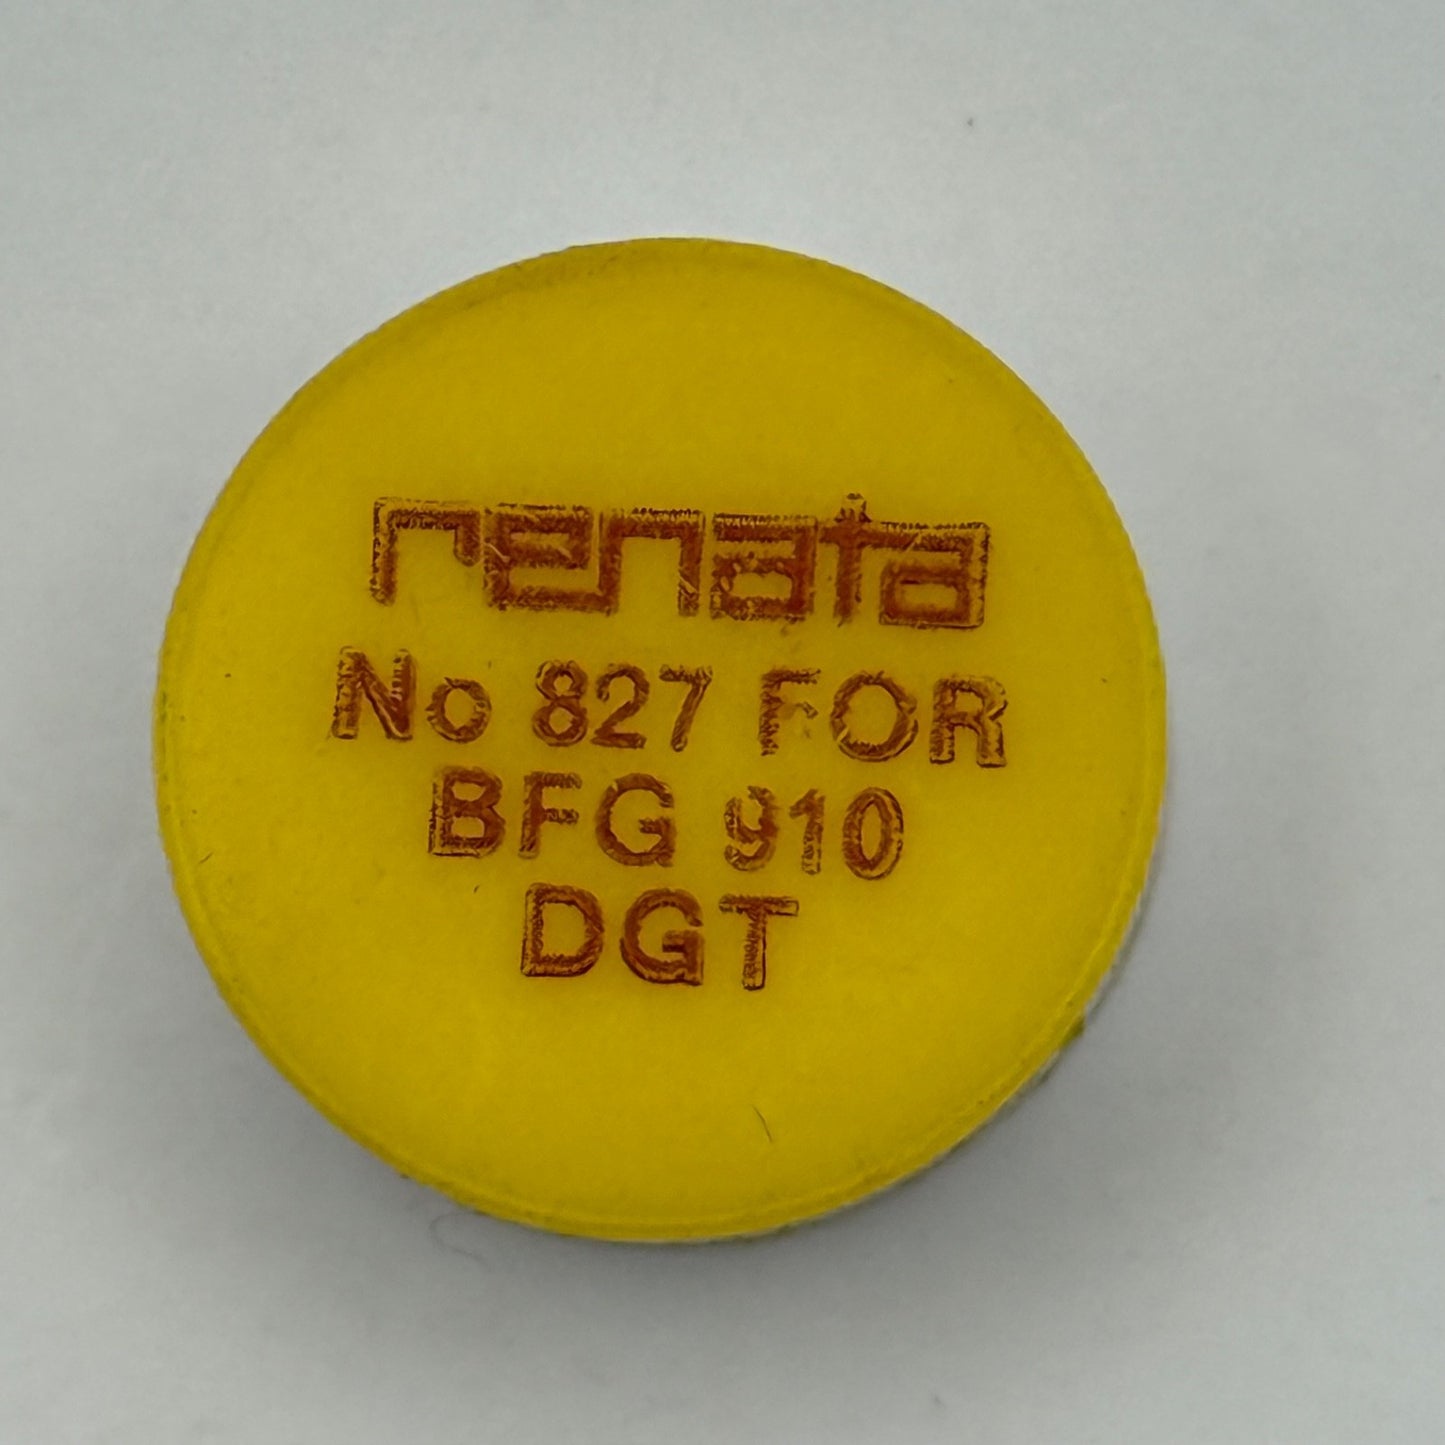 renata
No 827 FOR
BFG 910
DGT